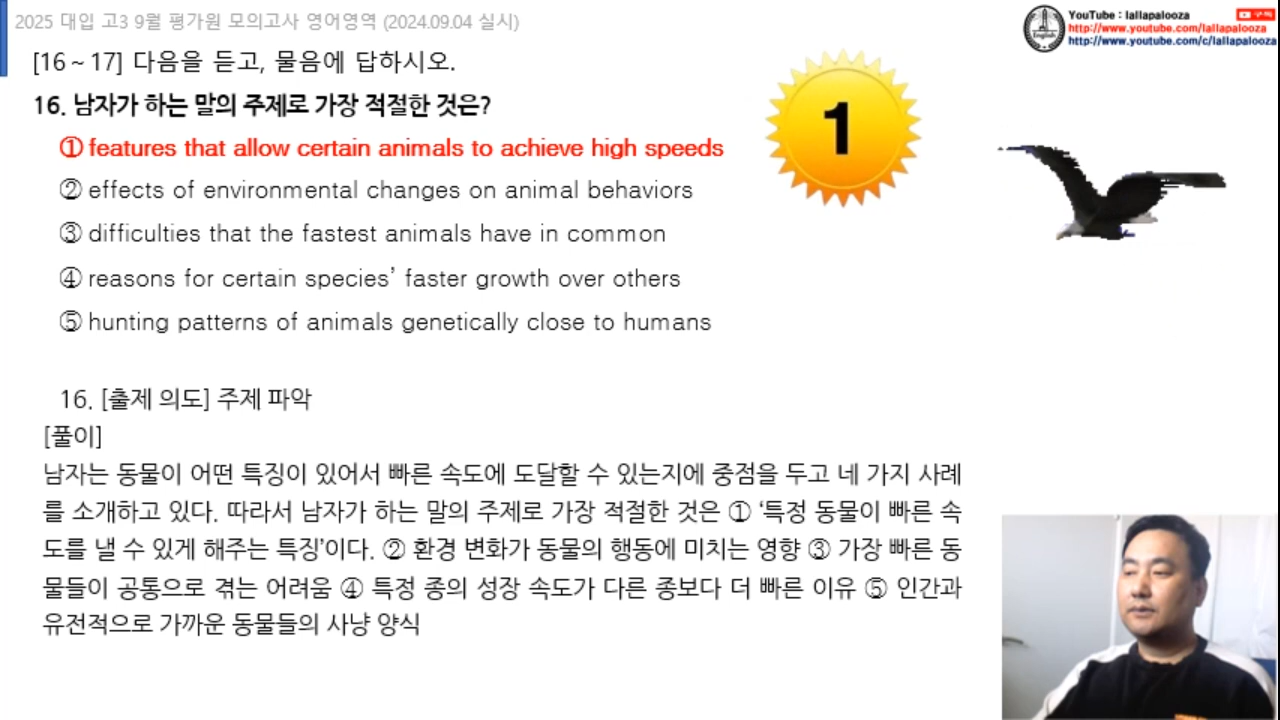 2025 대입 고3 9월 평가원 모의고사 영어영역 (2024.09.04 실시)
YouTube : lallapalooza
http://www.youtube.com/lallapalooza
http://www.youtube.com/c/lallapalooza
[16 ~ 17] 다음을 듣고, 물음에 답하시오.
16. 남자가 하는 말의 주제로 가장 적절한 것은?
① features that allow certain animals to achieve high speeds
② effects of environmental changes on animal behaviors
③ difficulties that the fastest animals have in common
④ reasons for certain species’ faster growth over others
⑤ hunting patterns of animals genetically close to humans
1
16. [출제 의도] 주제 파악
[풀이]
남자는 동물이 어떤 특징이 있어서 빠른 속도에 도달할 수 있는지에 중점을 두고 네 가지 사례
를 소개하고 있다. 따라서 남자가 하는 말의 주제로 가장 적절한 것은 ① ‘특정 동물이 빠른 속
도를 낼 수 있게 해주는 특징’이다. ② 환경 변화가 동물의 행동에 미치는 영향 ③ 가장 빠른 동
물들이 공통으로 겪는 어려움 ④ 특정 종의 성장 속도가 다른 종보다 더 빠른 이유 ⑤ 인간과
유전적으로 가까운 동물들의 사냥 양식